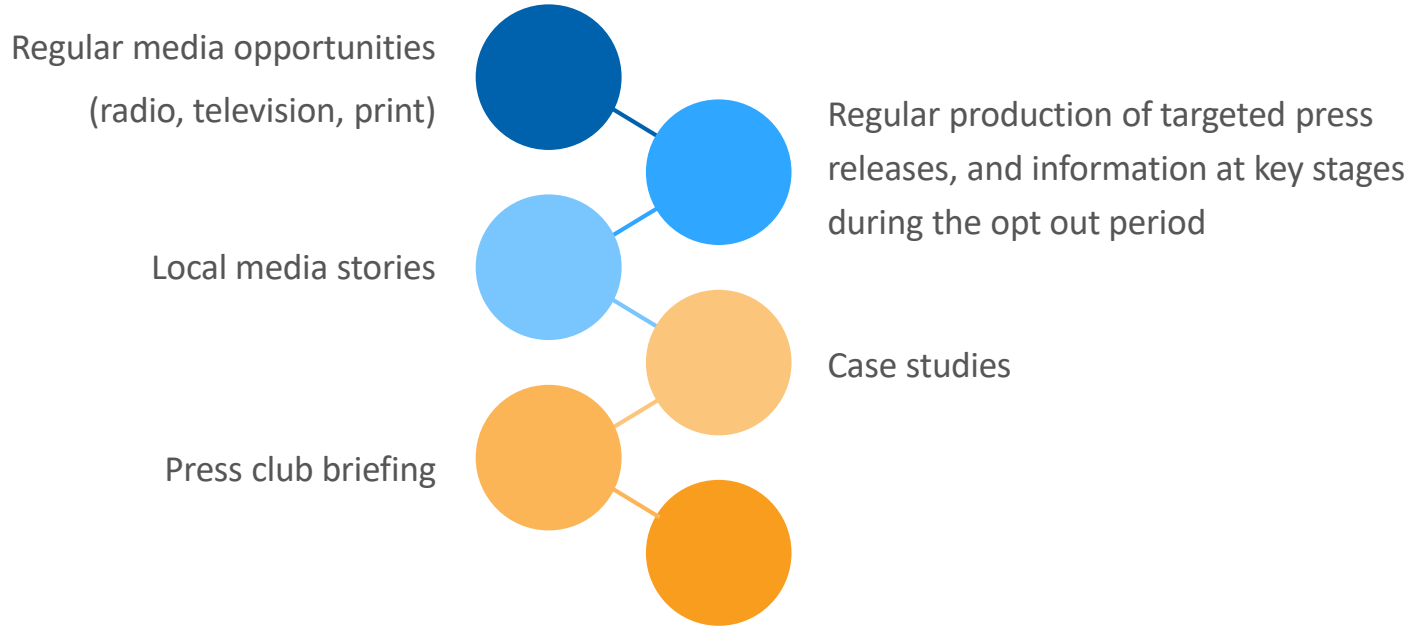 Regular media opportunities
(radio, television, print)
Regular production of targeted press
releases, and information at key stages
during the opt out period
Local media stories
Case studies
Press club briefing